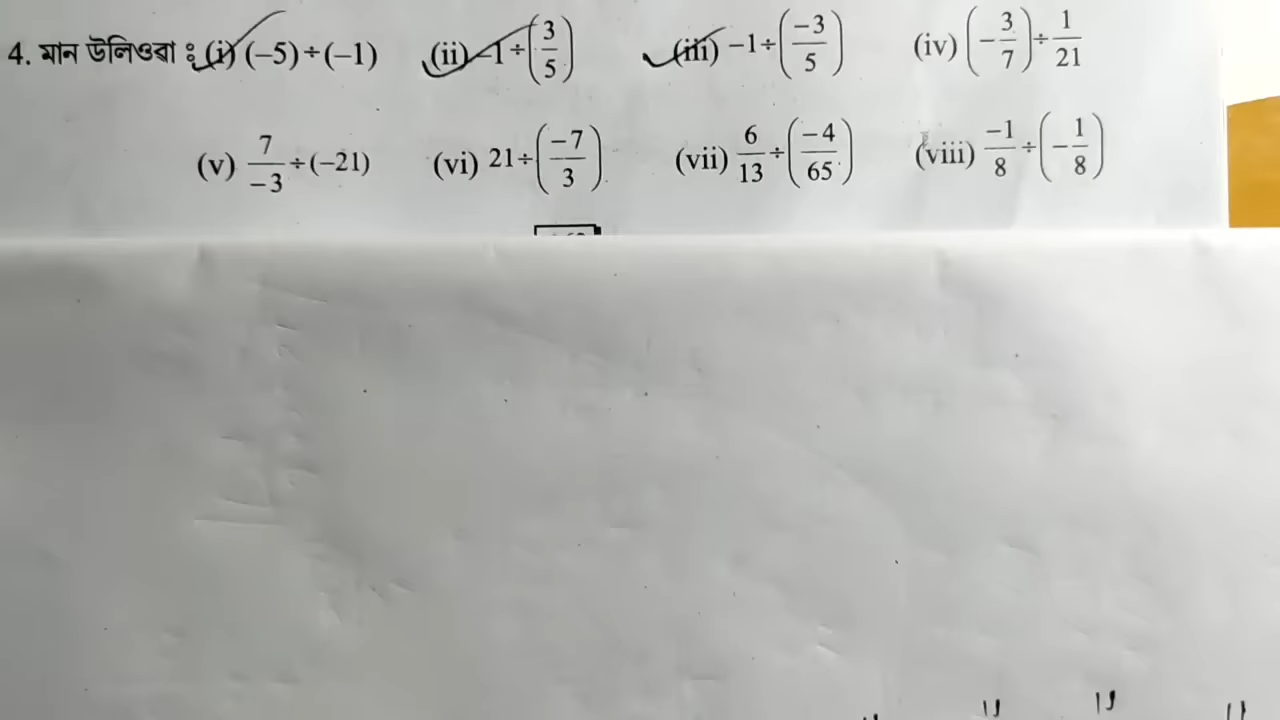 4. মান উলিওৱা ঃ (i) (–5)÷(–1) (ii) –1÷(3/5) (iii) –1÷(–3/5) (iv) (–3/7)÷1/21
(v) 7/–3÷(–21) (vi) 21÷(–7/3) (vii) 6/13÷(–4/65) (viii) –1/8÷(–1/8)